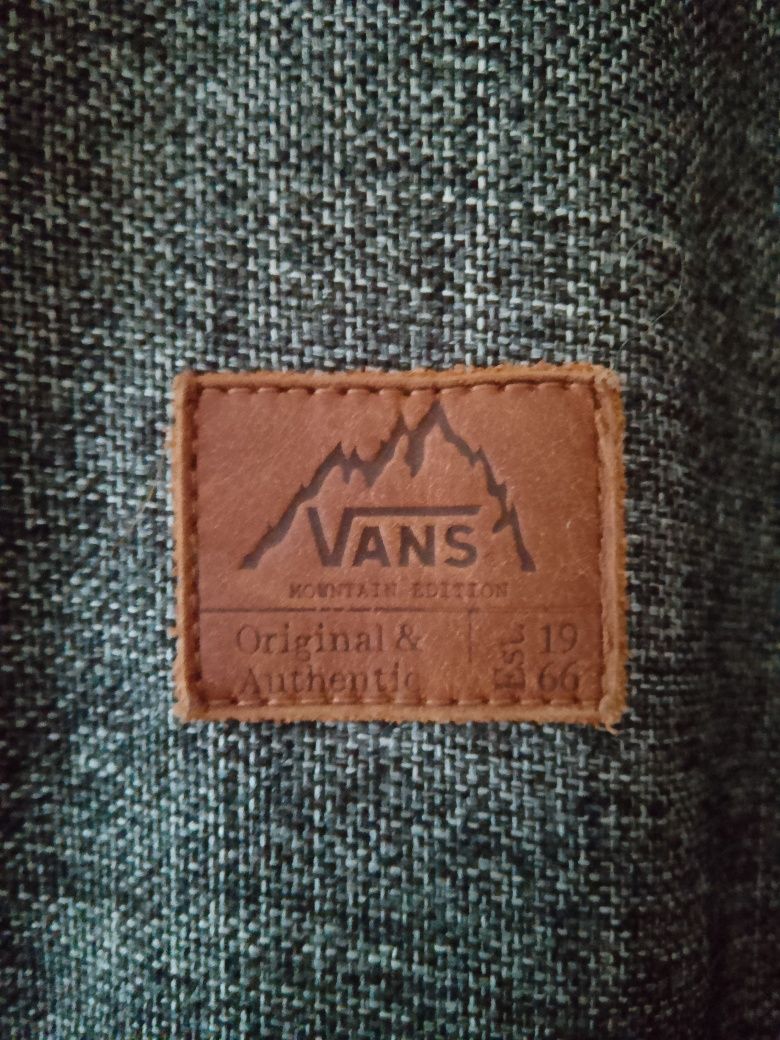 VANS
MOUNTAIN EDITION
Original & Est. 19
Authentic 66